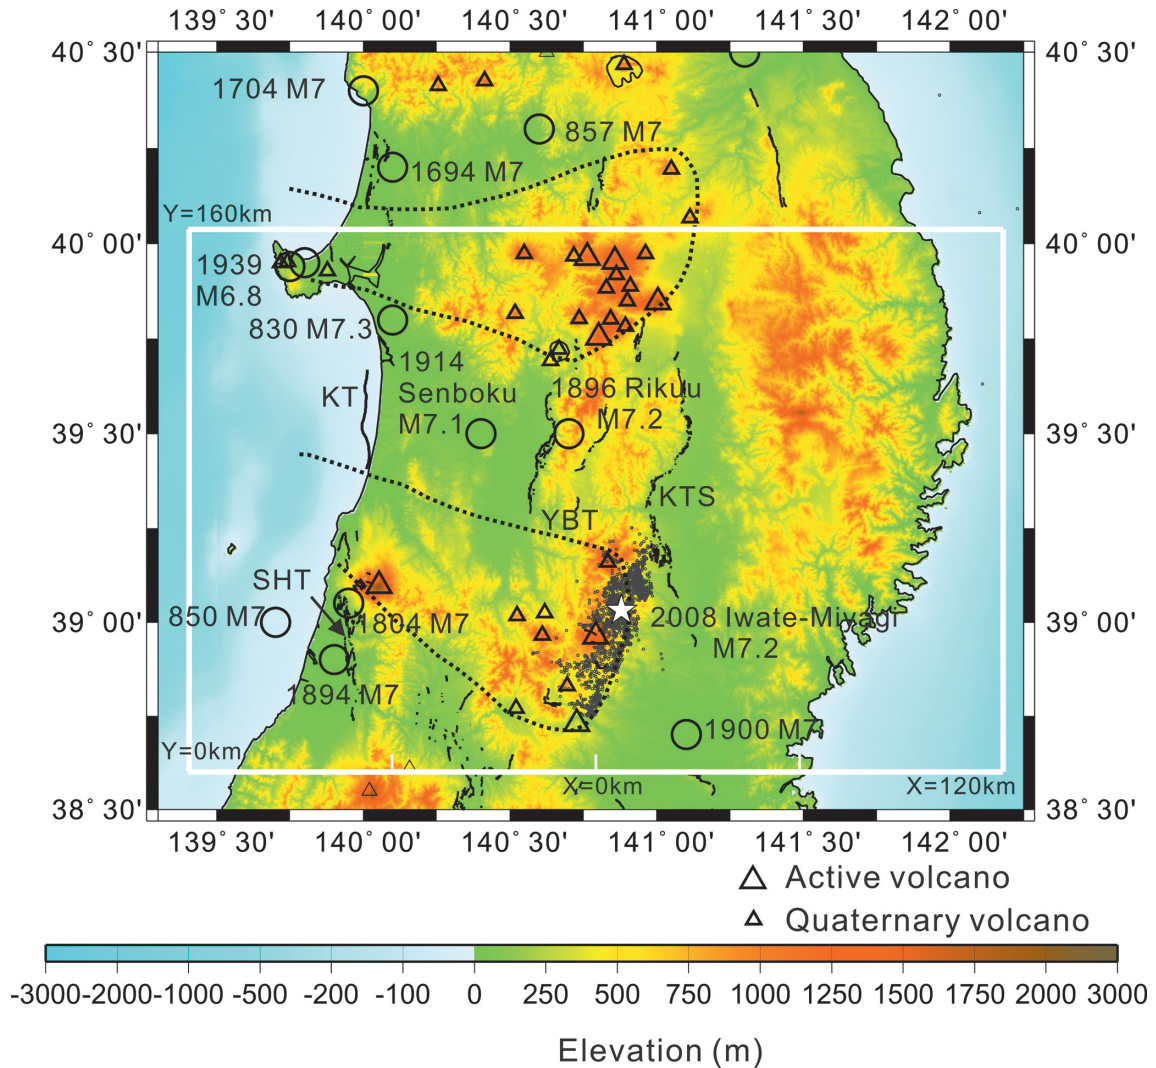 139˚ 30' 140˚ 00' 140˚ 30' 141˚ 00' 141˚ 30' 142˚ 00'
40˚ 30' 40˚ 30'
1704 M7
857 M7
1694 M7
Y=160km
40˚ 00' 40˚ 00'
1939
M6.8
830 M7.3
1914
Senboku
M7.1
1896 Rikuu
M7.2
KT
39˚ 30' 39˚ 30'
KTS
YBT
SHT
850 M7
1804 M7
39˚ 00' 39˚ 00'
2008 Iwate-Miyagi
M7.2
1894 M7
1900 M7
Y=0km
X=0km X=120km
38˚ 30' 38˚ 30'
139˚ 30' 140˚ 00' 140˚ 30' 141˚ 00' 141˚ 30' 142˚ 00'
Active volcano
Quaternary volcano
-3000 -2000 -1000 -500 -200 -100 0 250 500 750 1000 1250 1500 1750 2000 3000
Elevation (m)